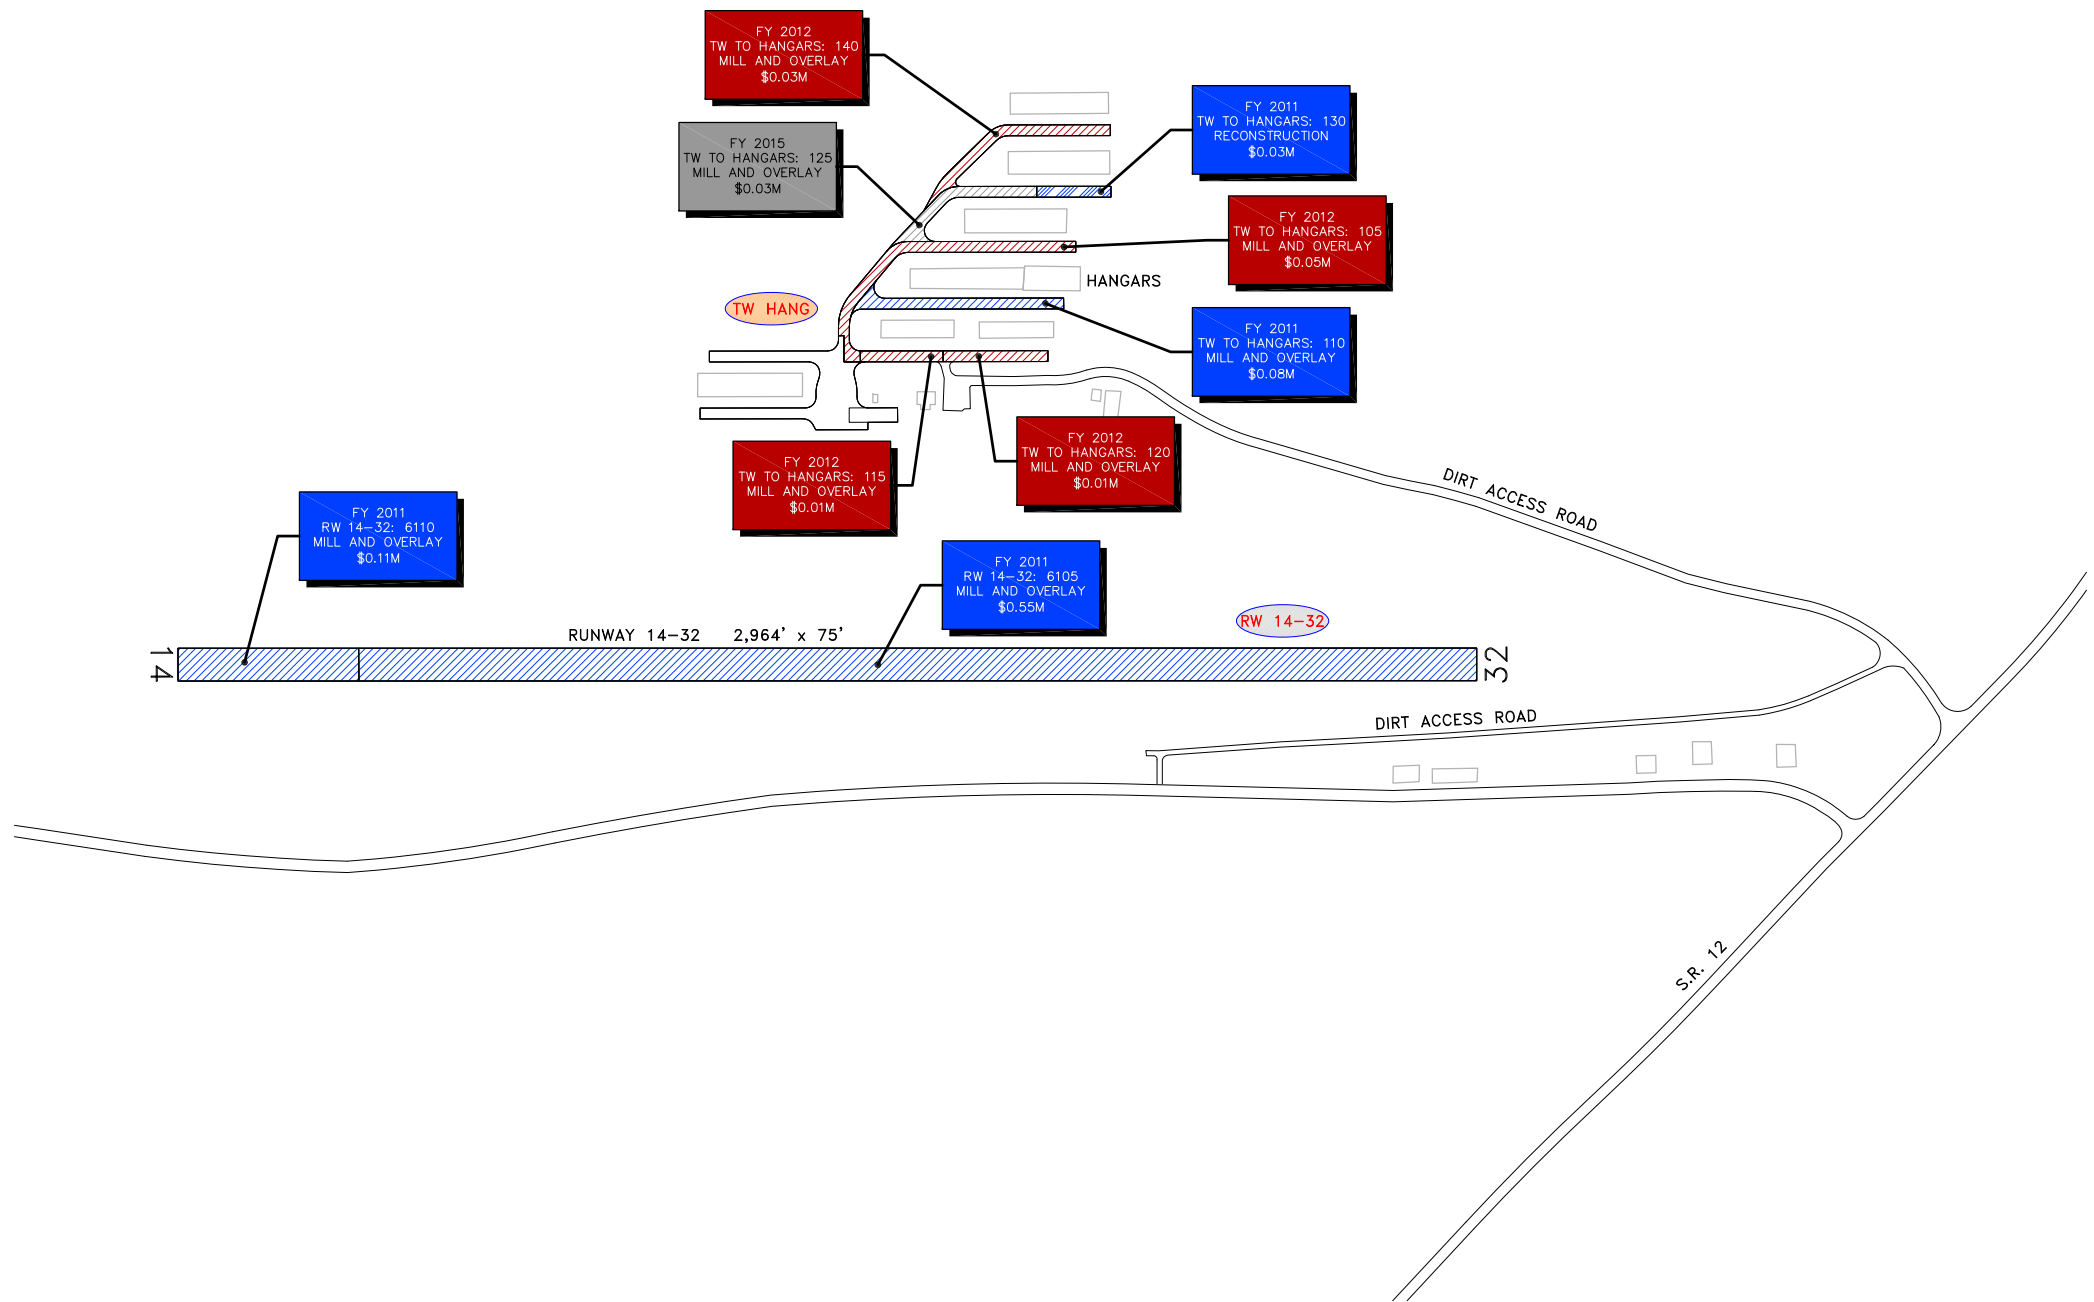 FY 2012
TW TO HANGARS: 140
MILL AND OVERLAY
$0.03M
FY 2011
TW TO HANGARS: 130
RECONSTRUCTION
$0.03M
FY 2015
TW TO HANGARS: 125
MILL AND OVERLAY
$0.03M
FY 2012
TW TO HANGARS: 105
MILL AND OVERLAY
$0.05M
HANGARS
TW HANG
FY 2011
TW TO HANGARS: 110
MILL AND OVERLAY
$0.08M
FY 2012
TW TO HANGARS: 120
MILL AND OVERLAY
$0.01M
FY 2012
TW TO HANGARS: 115
MILL AND OVERLAY
$0.01M
DIRT ACCESS ROAD
FY 2011
RW 14-32: 6110
MILL AND OVERLAY
$0.11M
FY 2011
RW 14-32: 6105
MILL AND OVERLAY
$0.55M
RW 14-32
RUNWAY 14-32 2,964' x 75'
14
32
DIRT ACCESS ROAD
S.R. 12